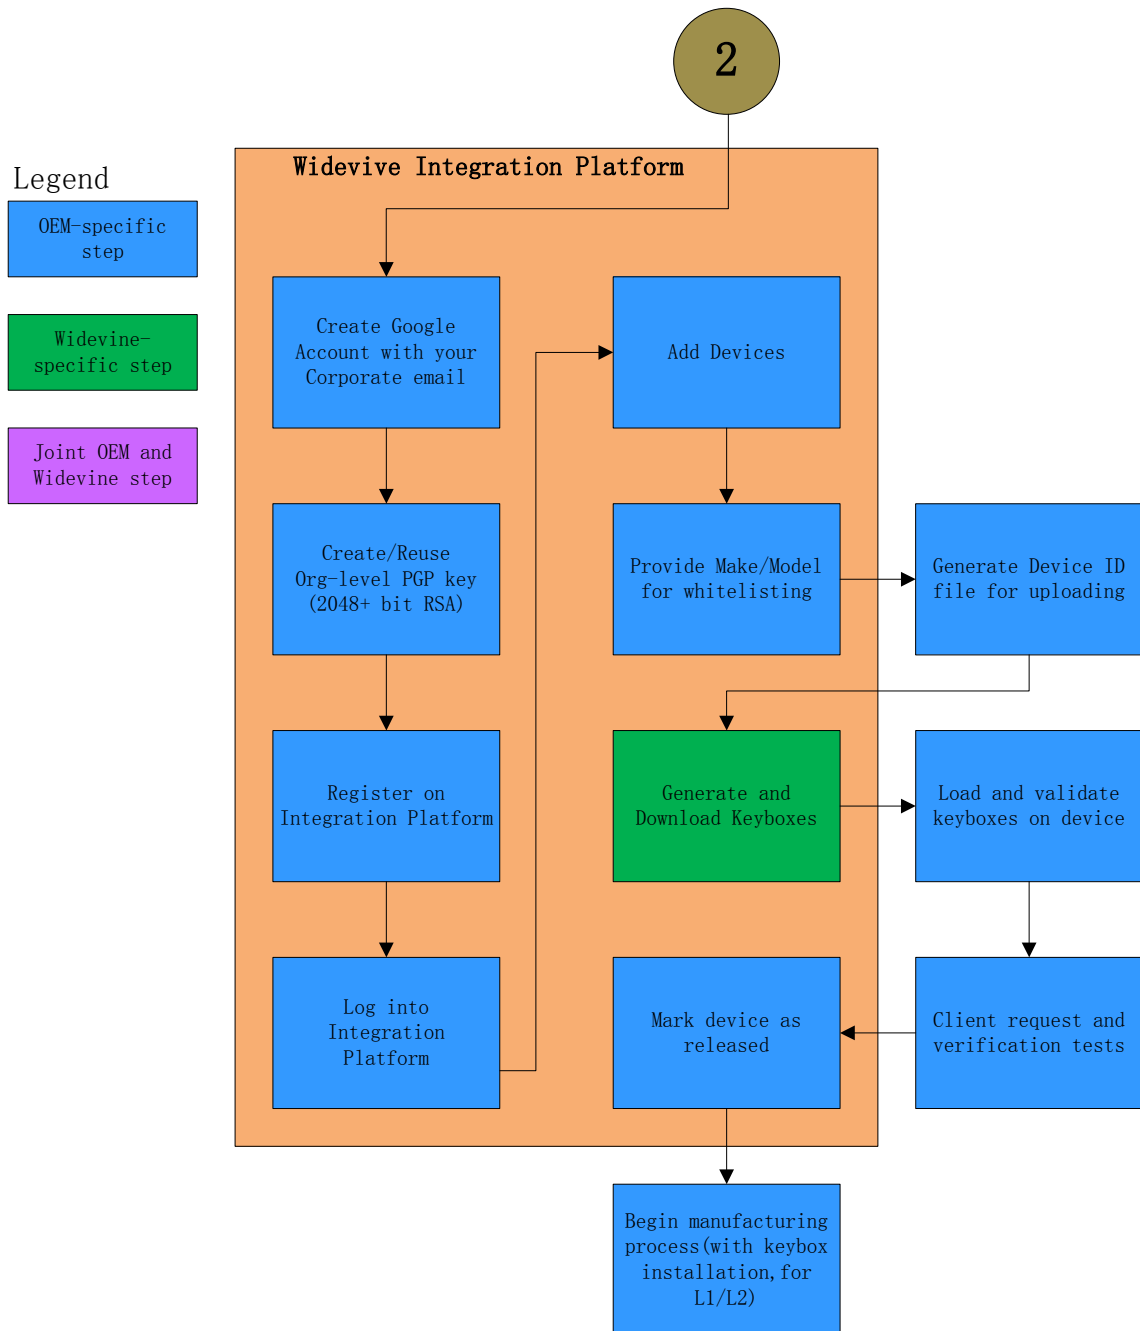 2
Widevive Integration Platform
Legend
OEM-specific
step
Widevine-
specific step
Joint OEM and
Widevine step
Create Google
Account with your
Corporate email
Create/Reuse
Org-level PGP key
(2048+ bit RSA)
Register on
Integration Platform
Log into
Integration
Platform
Add Devices
Provide Make/Model
for whitelisting
Generate Device ID
file for uploading
Generate and
Download Keyboxes
Load and validate
keyboxes on device
Client request and
verification tests
Mark device as
released
Begin manufacturing
process(with keybox
installation,for
L1/L2)